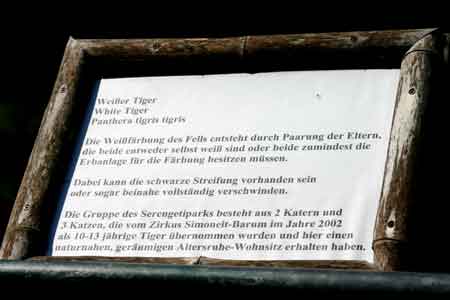 Weißer Tiger
White Tiger
Panthera tigris tigris
Die Weißfärbung des Fells entsteht durch Paarung der Eltern,
die beide entweder selbst weiß sind oder beide zumindest die
Erbanlage für die Färbung besitzen müssen.
Dabei kann die schwarze Streifung vorhanden sein
oder sogar beinahe vollständig verschwinden.
Die Gruppe des Serengetiparks besteht aus 2 Katern und
3 Katzen, die vom Zirkus Simoneit-Barum im Jahre 2002
als 10-13 jährige Tiger übernommen wurden und hier einen
naturnahen, geräumigen Altersruhe-Wohnsitz erhalten haben.